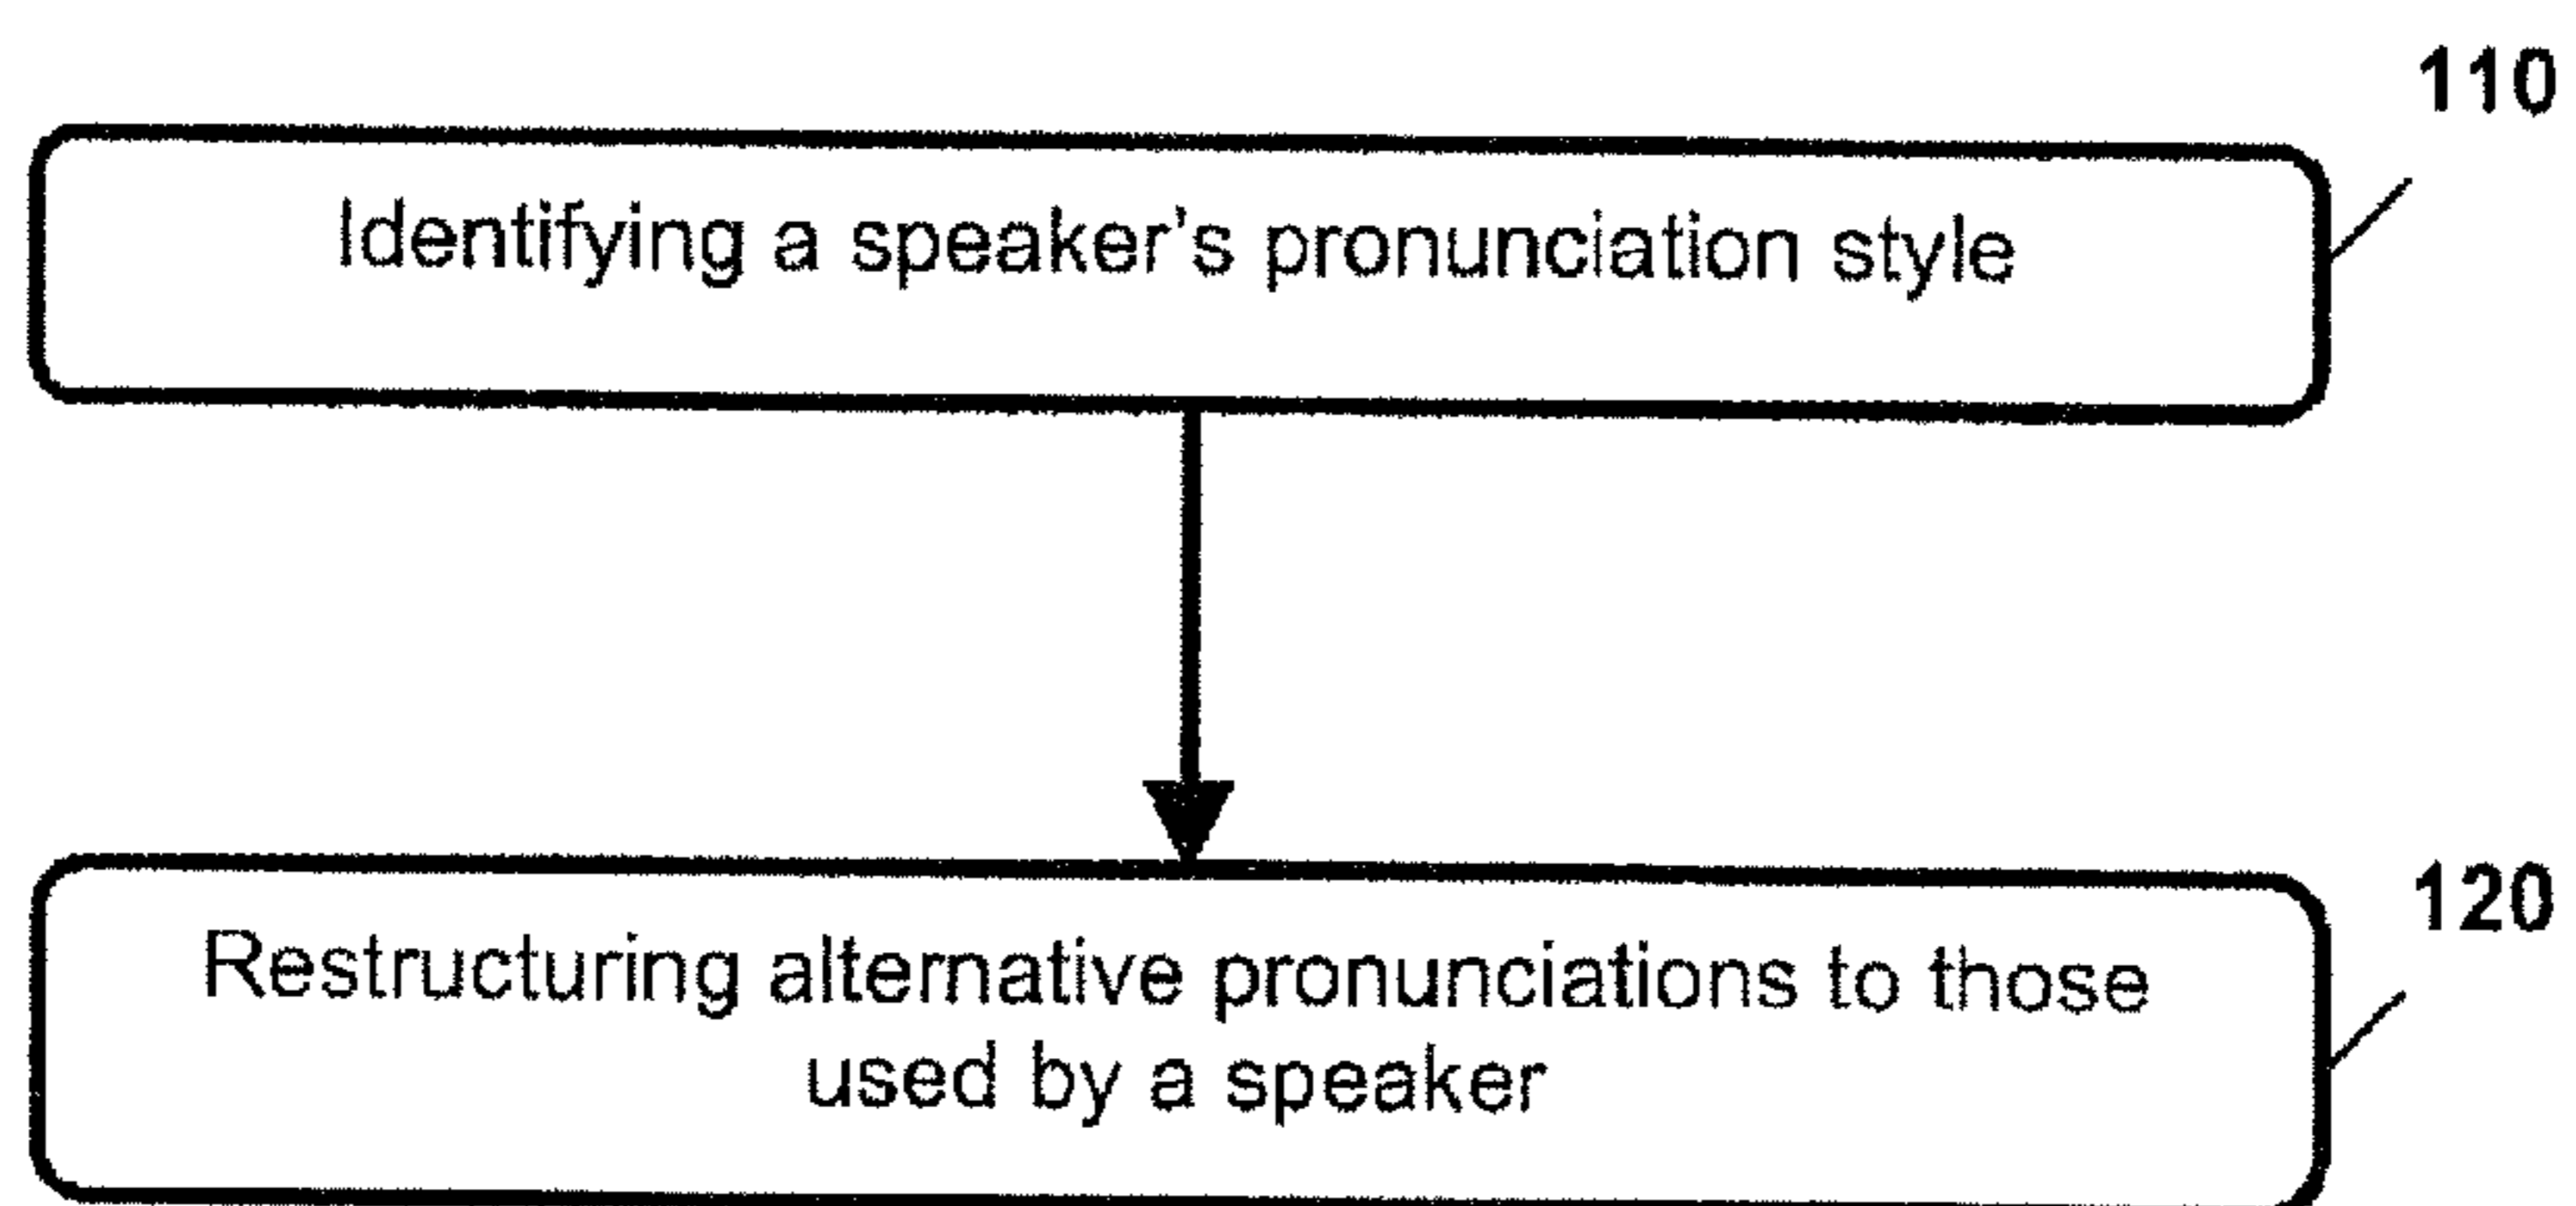 110
Identifying a speaker's pronunciation style
120
Restructuring alternative pronunciations to those
used by a speaker